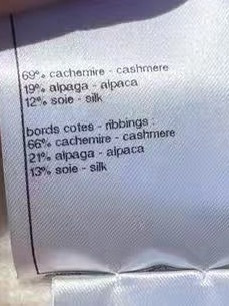 69% cachemire - cashmere
19% alpaga - alpaca
12% soie - silk
bords cotes - ribbings :
66% cachemire - cashmere
21% alpaga - alpaca
13% soie - silk